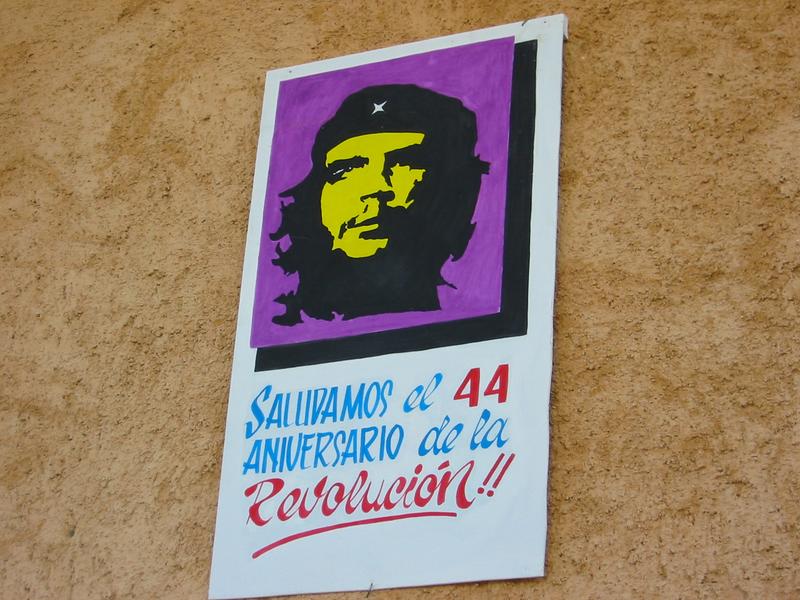 SALUDAMOS el 44
ANIVERSARIO de la
Revolución!!